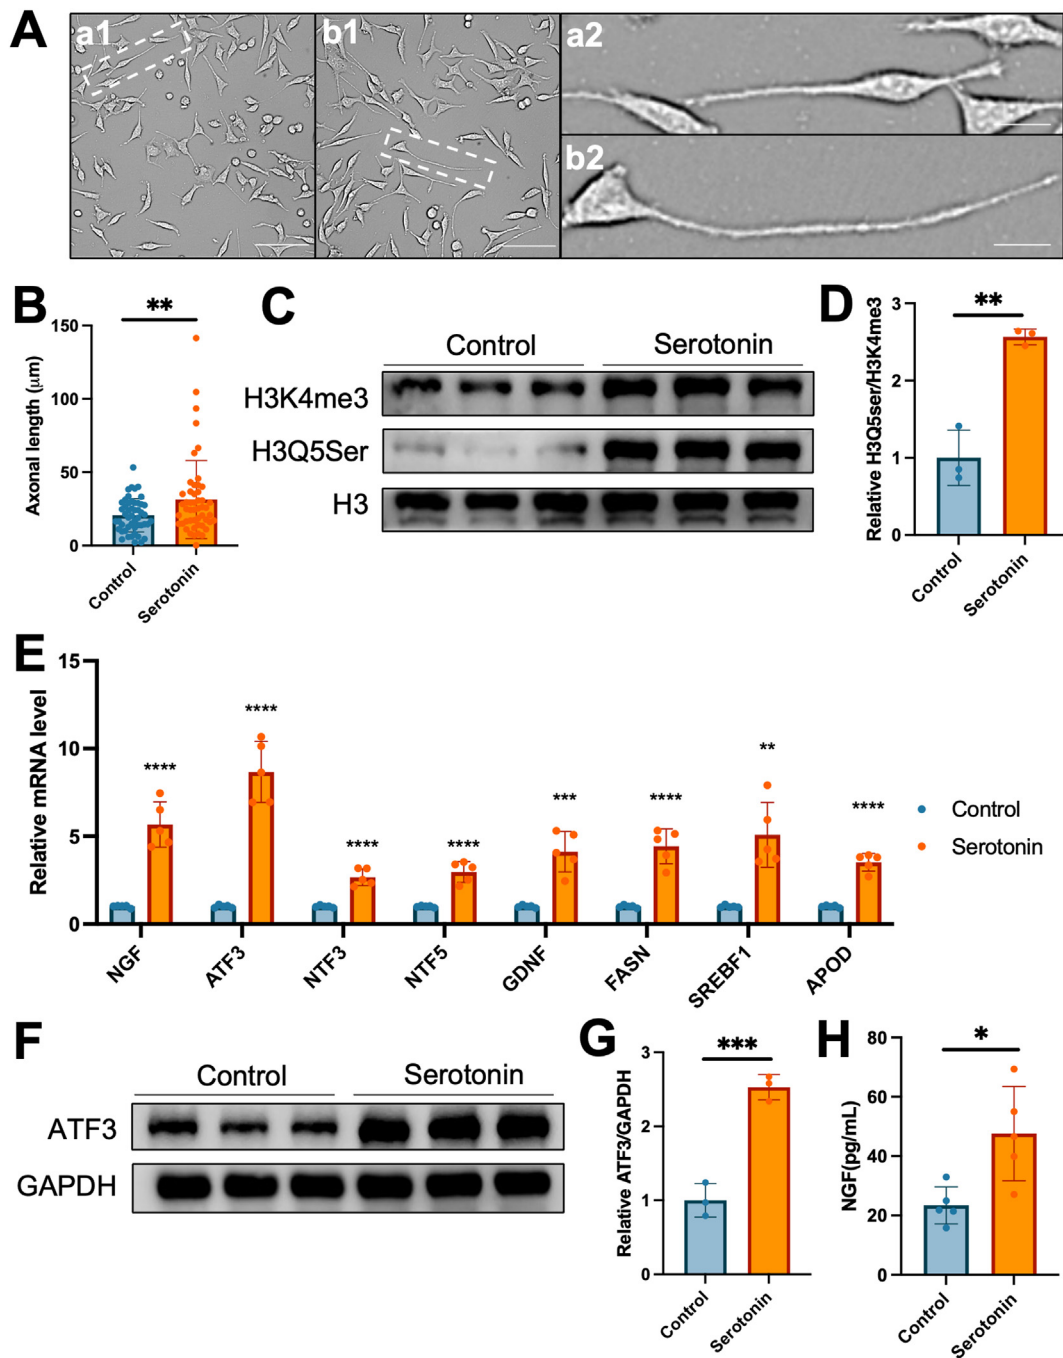 A
a1
b1
a2
b2
B
**
Axonal length (μm)
150
100
50
0
Control
Serotonin
C
Control
Serotonin
H3K4me3
H3Q5Ser
H3
D
**
Relative H3Q5ser/H3K4me3
3
2
1
0
Control
Serotonin
E
Relative mRNA level
15
10
5
0
****
****
****
****
***
****
**
****
NGF
ATF3
NTF3
NTF5
GDNF
FASN
SREBF1
APOD
Control
Serotonin
F
Control
Serotonin
ATF3
GAPDH
G
***
Relative ATF3/GAPDH
3
2
1
0
Control
Serotonin
H
*
NGF(pg/mL)
80
60
40
20
0
Control
Serotonin